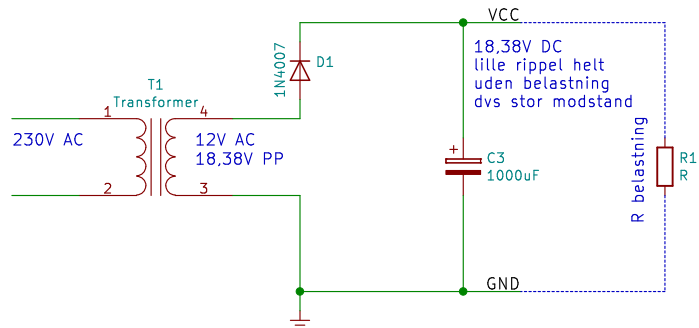 VCC
18,38V DC
lille rippel helt
uden belastning
dvs stor modstand
1N4007
D1
T1
Transformer
1
4
230V AC
12V AC
18,38V PP
2
3
+
C3
1000uF
R belastning
R1
R
GND